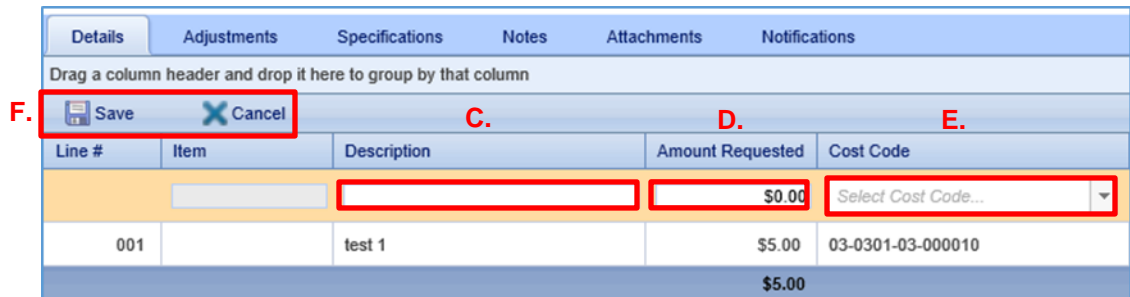 Details Adjustments Specifications Notes Attachments Notifications
Drag a column header and drop it here to group by that column
F. Save Cancel C. D. E.
Line # Item Description Amount Requested Cost Code
$0.00 Select Cost Code...
001 test 1 $5.00 03-0301-03-000010
$5.00